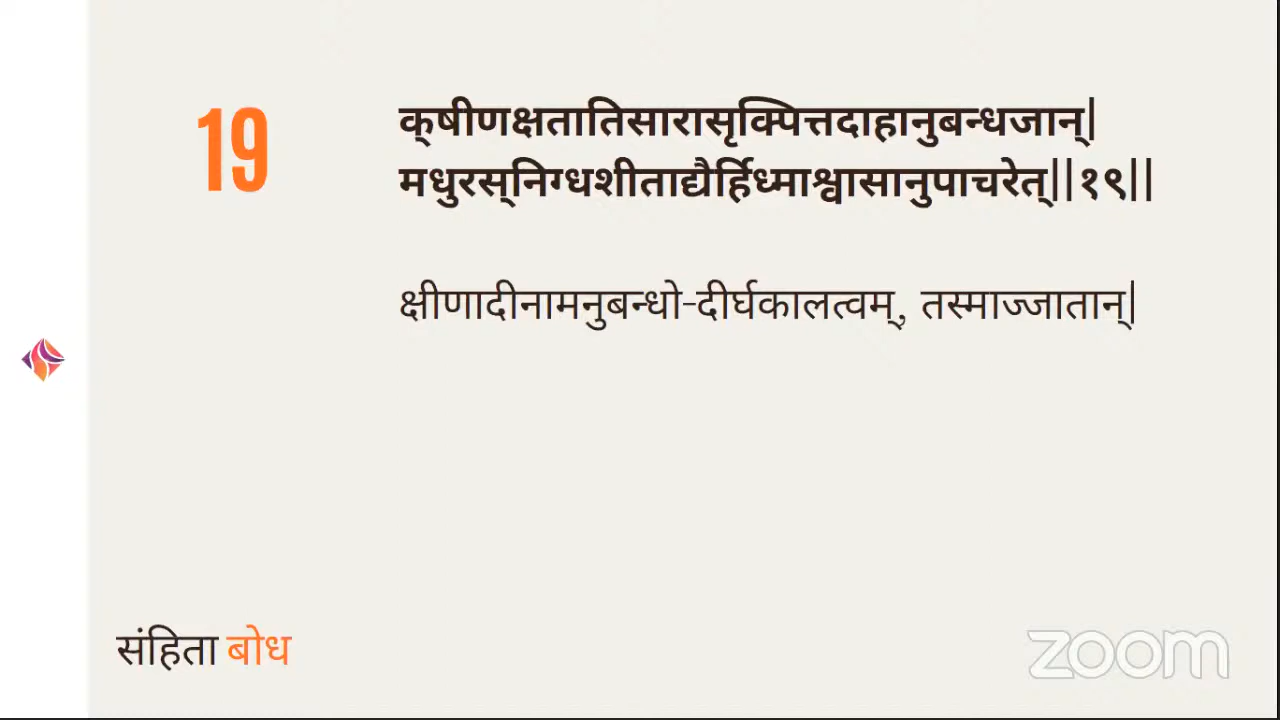 19
क्षीणक्षतातिसारासृक्पित्तदाहानुबन्धजान्|
मधुरस्निग्धशीताद्यैर्हिध्माश्वासानुपाचरेत्||१९||
क्षीणादीनामनुबन्धो-दीर्घकालत्वम्, तस्माज्जातान्|
संहिता बोध
zoom